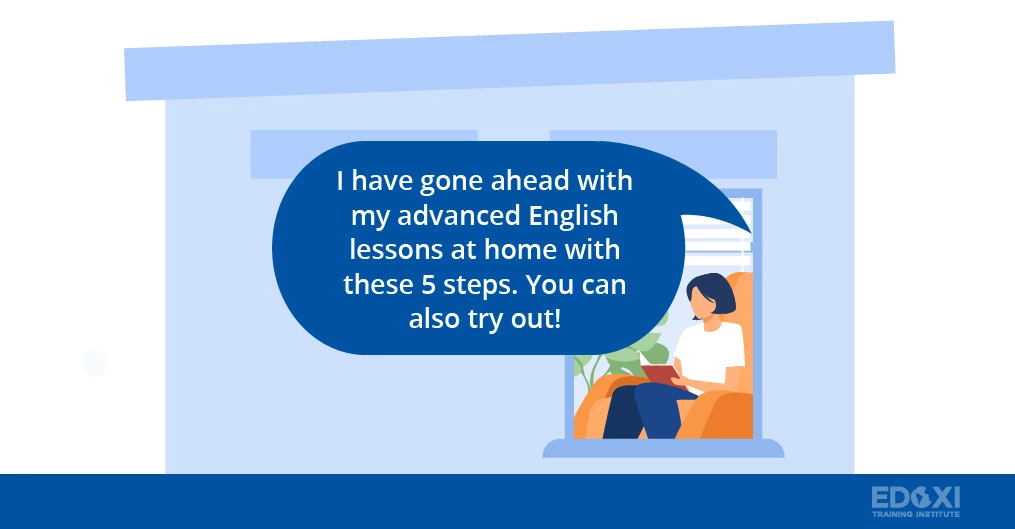 I have gone ahead with
my advanced English
lessons at home with
these 5 steps. You can
also try out!
EDOXI
TRAINING INSTITUTE